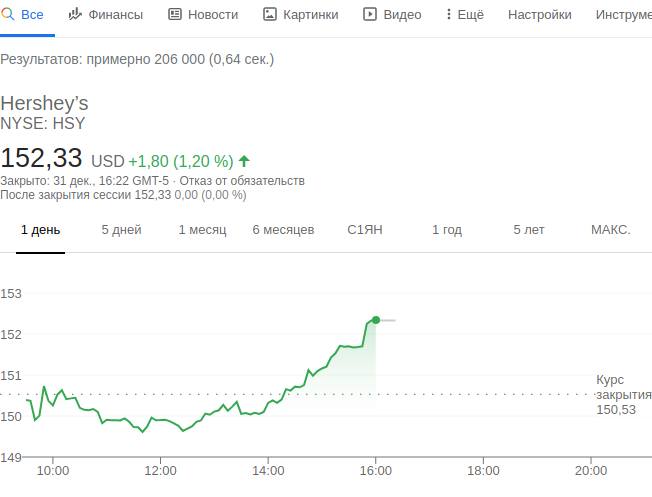 Все Финансы Новости Картинки Видео Ещё Настройки Инструме
Результатов: примерно 206 000 (0,64 сек.)
Hershey’s
NYSE: HSY
152,33 USD +1,80 (1,20 %)
Закрыто: 31 дек., 16:22 GMT-5 · Отказ от обязательств
После закрытия сессии 152,33 0,00 (0,00 %)
1 день 5 дней 1 месяц 6 месяцев С1ЯН 1 год 5 лет МАКС.
153
152
151
150
149
Курс
закрытия
150,53
10:00 12:00 14:00 16:00 18:00 20:00